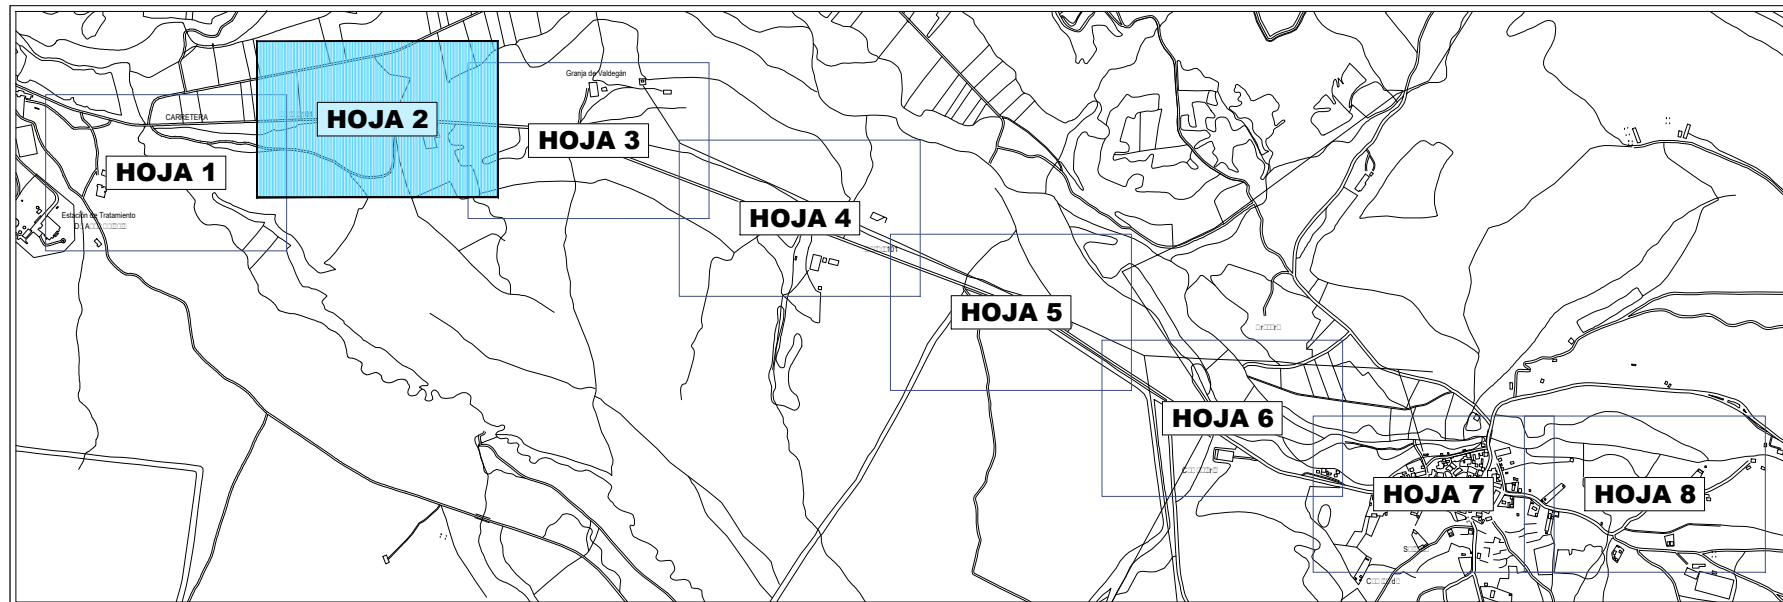 Granja de Valdegán
CARRETERA
HOJA 2
HOJA 3
HOJA 1
Estación de Tratamiento
HOJA 4
HOJA 5
HOJA 6
HOJA 7
HOJA 8